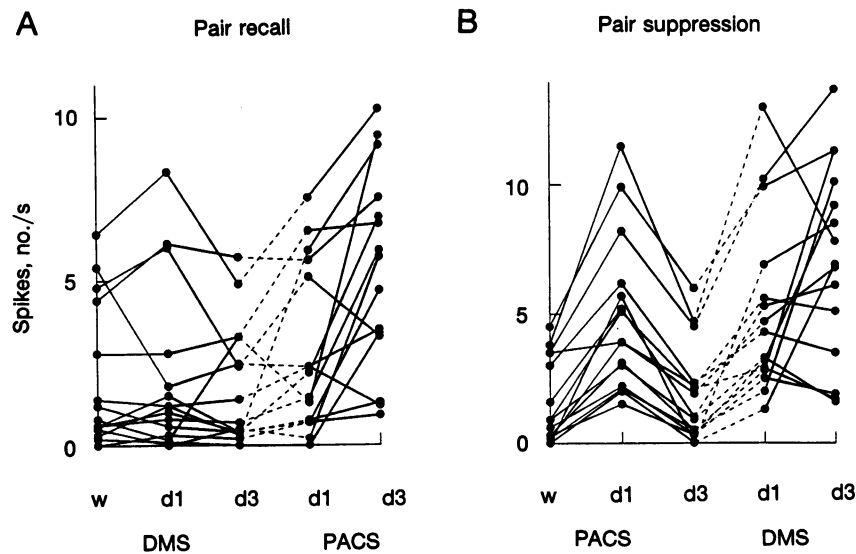 A Pair recall
B Pair suppression
Spikes, no./s
10
5
0
w d1 d3 d1 d3
DMS PACS
10
5
0
w d1 d3 d1 d3
PACS DMS